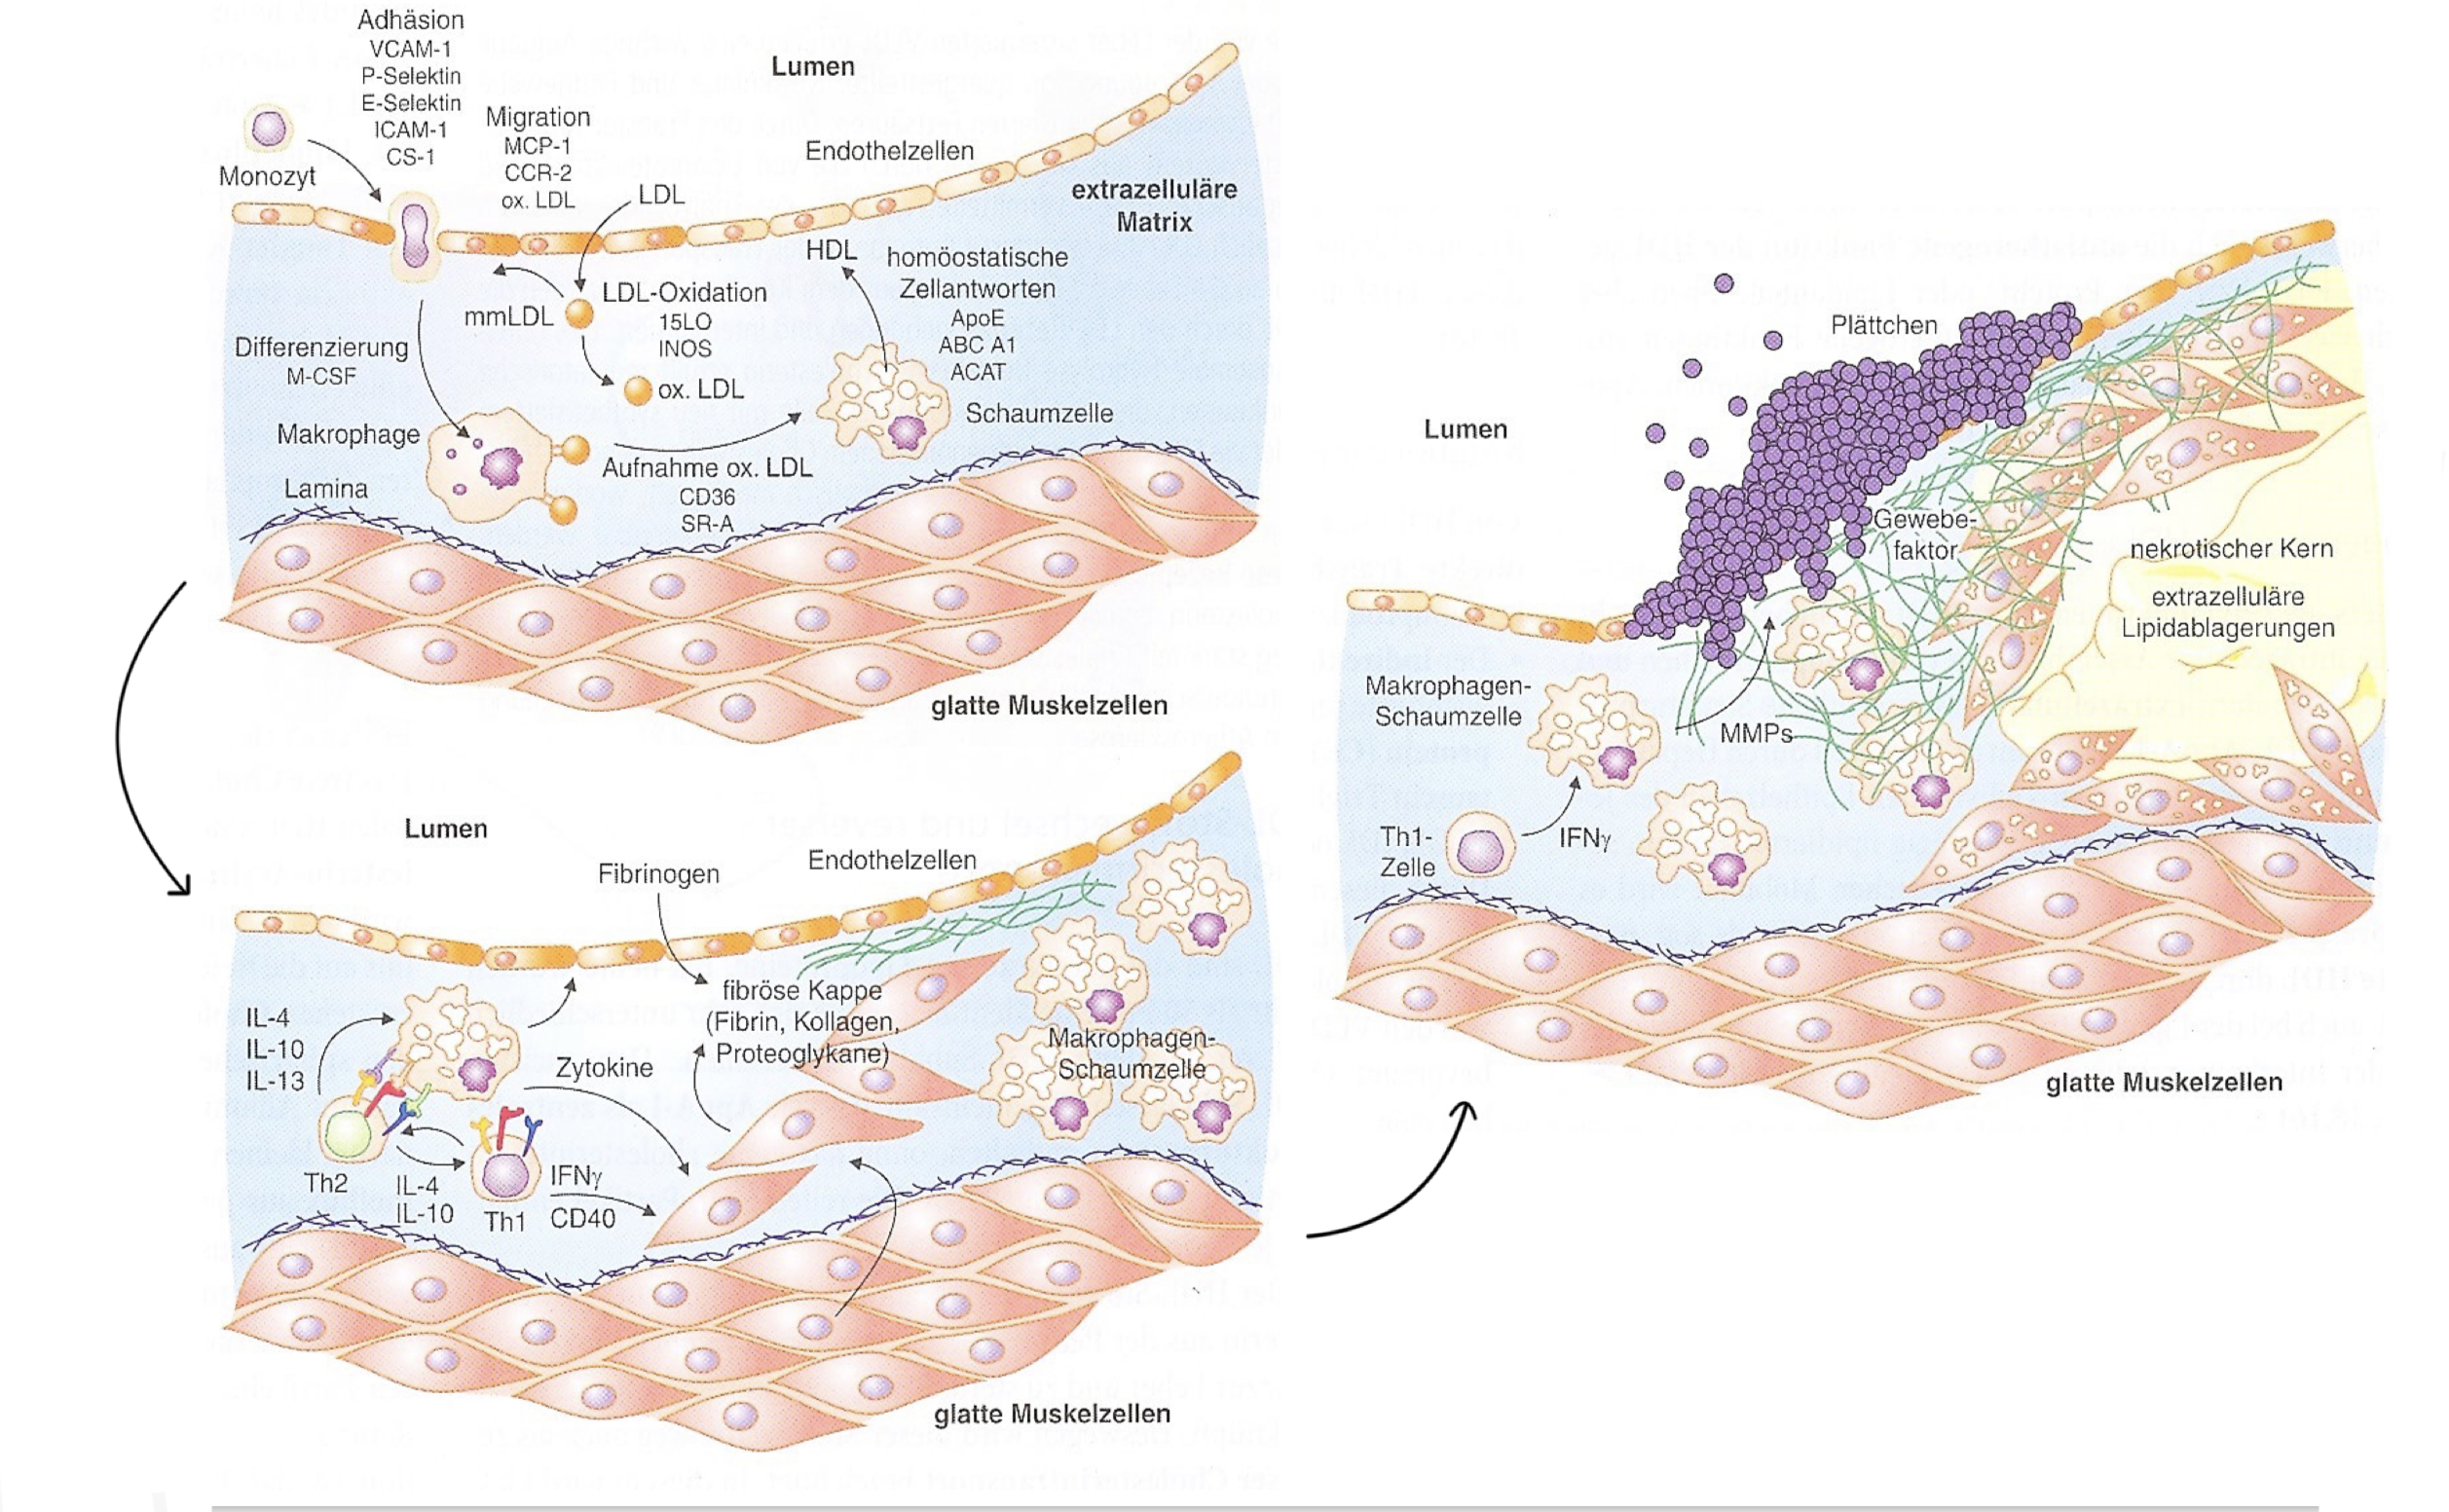 Adhäsion
VCAM-1
P-Selektin
E-Selektin
ICAM-1
CS-1
Migration
MCP-1
CCR-2
ox. LDL
Lumen
Monozyt
LDL
Endothelzellen
extrazelluläre
Matrix
HDL
homöostatische
Zellantworten
ApoE
ABC A1
ACAT
mmLDL
LDL-Oxidation
15LO
INOS
ox. LDL
Differenzierung
M-CSF
Makrophage
Schaumzelle
Aufnahme ox. LDL
CD36
SR-A
Lamina
glatte Muskelzellen
Lumen
Fibrinogen
Endothelzellen
fibröse Kappe
(Fibrin, Kollagen,
Proteoglykane)
IL-4
IL-10
IL-13
Zytokine
Makrophagen-
Schaumzelle
Th2
IL-4
IL-10
Th1
IFNγ
CD40
glatte Muskelzellen
Plättchen
Lumen
Gewebe-
faktor
nekrotischer Kern
extrazelluläre
Lipidablagerungen
Makrophagen-
Schaumzelle
MMPs
Th1-
Zelle
IFNγ
glatte Muskelzellen